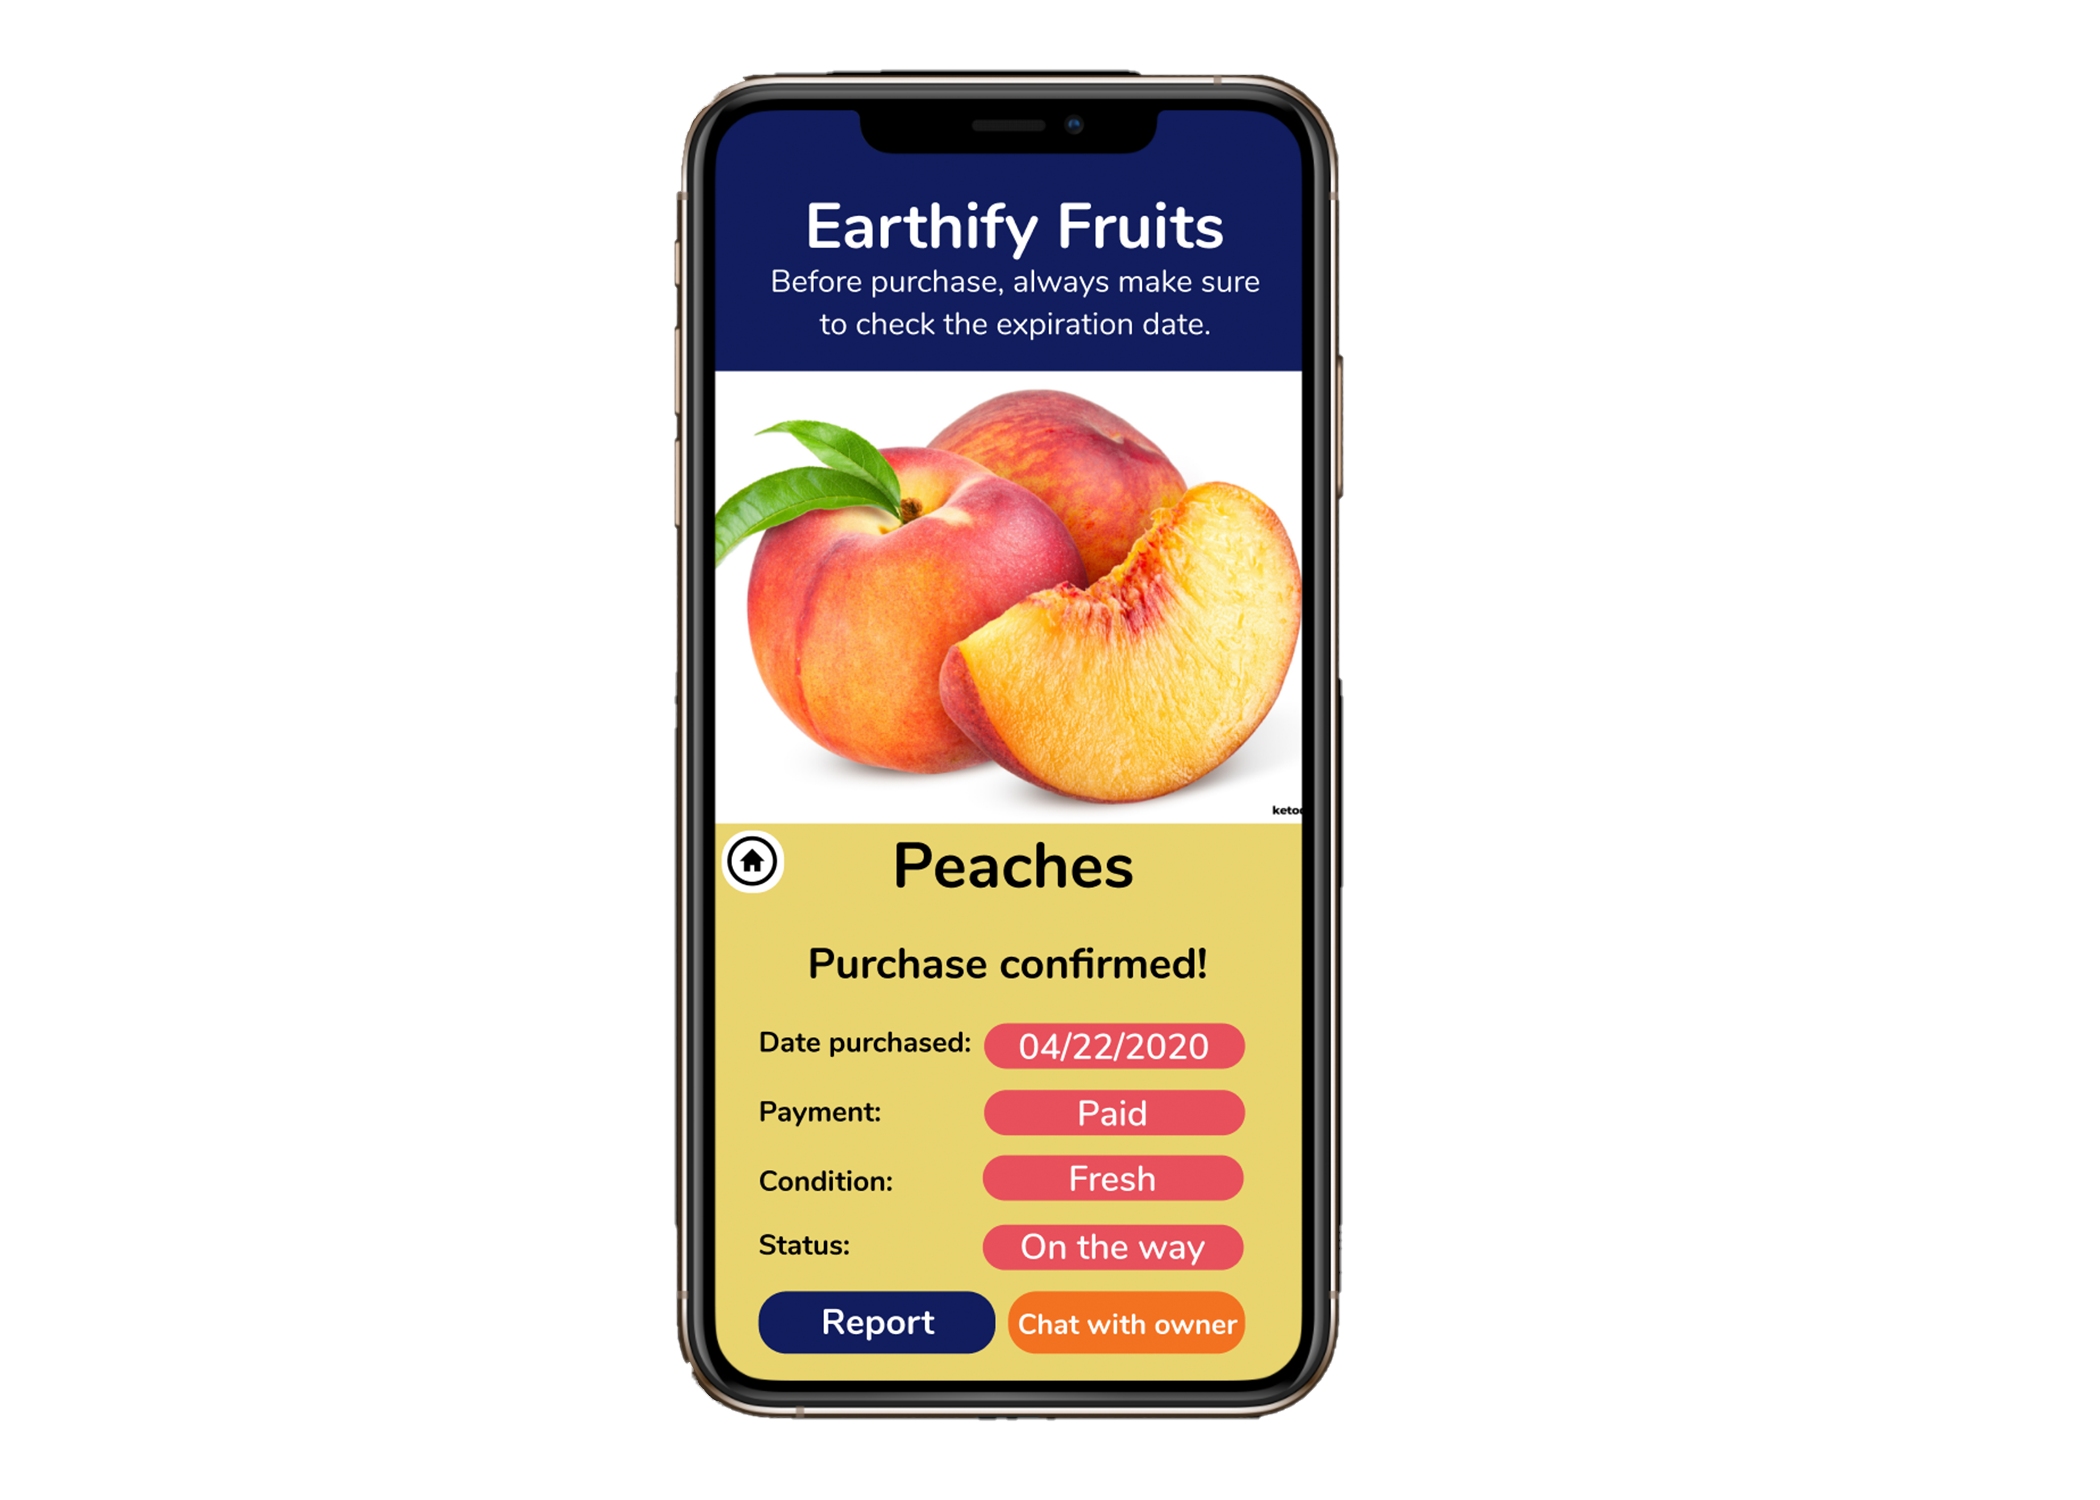 Earthify Fruits
Before purchase, always make sure
to check the expiration date.
Peaches
Purchase confirmed!
Date purchased: 04/22/2020
Payment: Paid
Condition: Fresh
Status: On the way
Report Chat with owner